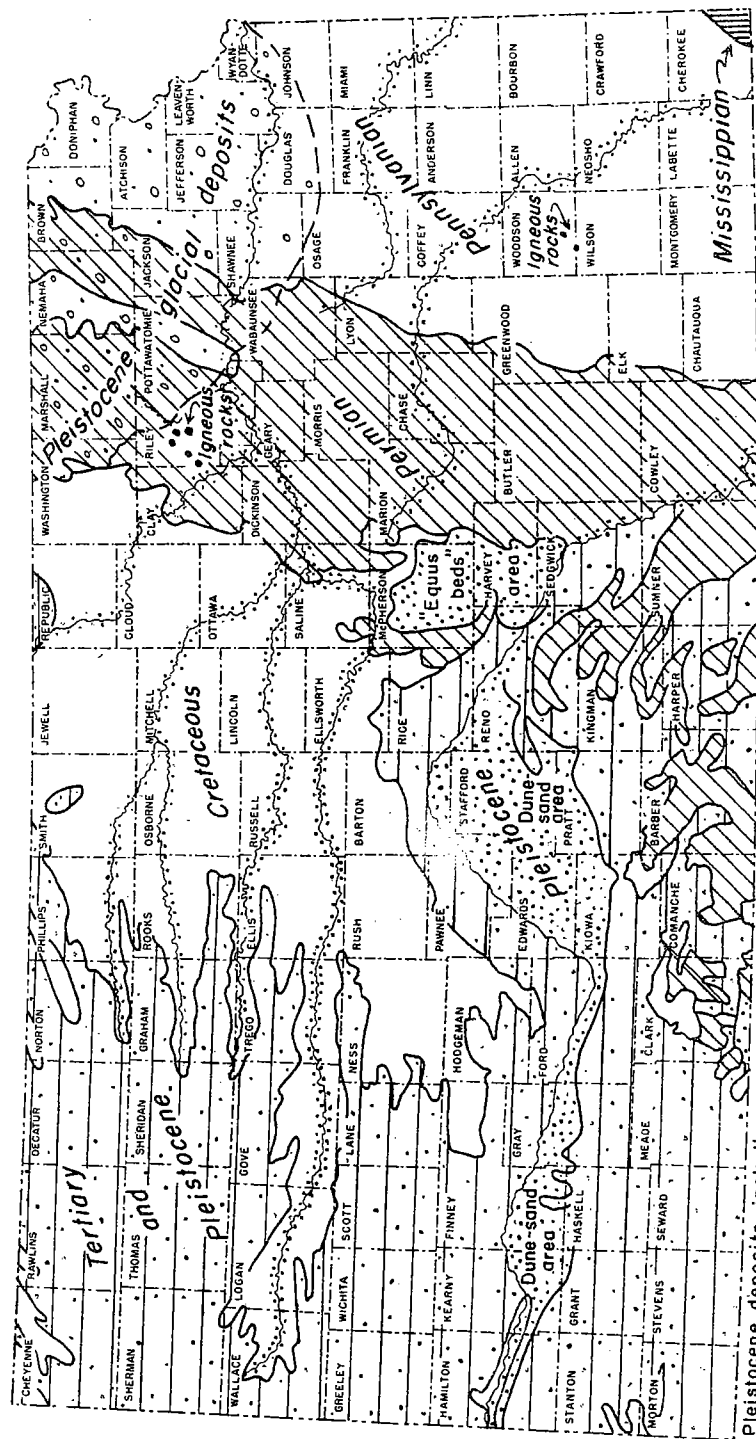 CHEYENNE
RAWLINS
DECATUR
NORTON
PHILLIPS
SMITH
JEWELL
REPUBLIC
WASHINGTON
MARSHALL
NEMAHA
BROWN
DONIPHAN
SHERMAN
THOMAS
SHERIDAN
GRAHAM
ROOKS
OSBORNE
MITCHELL
CLOUD
CLAY
RILEY
POTTAWATOMIE
JACKSON
ATCHISON
JEFFERSON
LEAVEN-
WORTH
WYAN-
DOTTE
WALLACE
LOGAN
GOVE
TREGO
ELLIS
RUSSELL
LINCOLN
OTTAWA
SALINE
DICKINSON
GEARY
WABAUNSEE
SHAWNEE
OSAGE
DOUGLAS
JOHNSON
GREELEY
WICHITA
SCOTT
LANE
NESS
RUSH
BARTON
ELLSWORTH
RICE
McPHERSON
MARION
MORRIS
CHASE
LYON
COFFEY
FRANKLIN
ANDERSON
MIAMI
LINN
HAMILTON
KEARNY
FINNEY
HODGEMAN
PAWNEE
EDWARDS
STAFFORD
RENO
HARVEY
SEDGWICK
BUTLER
GREENWOOD
WOODSON
ALLEN
BOURBON
STANTON
GRANT
HASKELL
GRAY
FORD
KIOWA
PRATT
KINGMAN
SUMNER
COWLEY
ELK
WILSON
NEOSHO
CRAWFORD
MORTON
STEVENS
SEWARD
MEADE
CLARK
COMANCHE
BARBER
HARPER
CHAUTAUQUA
MONTGOMERY
LABETTE
CHEROKEE
Tertiary
and
Pleistocene
Cretaceous
Pleistocene glacial deposits
Igneous
rocks
Permian
Pennsylvanian
Igneous
rocks
Mississippian
"Equus
beds"
area
Pleistocene
Dune
sand
area
Dune-sand
area
Pleistocene deposits